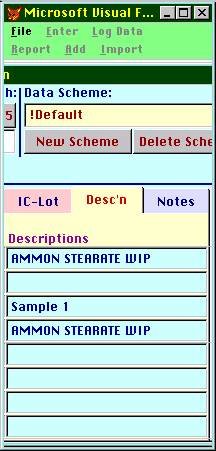 Microsoft Visual F...
File Enter Log Data
Report Add Import
n
h: Data Scheme:
5 !Default
New Scheme Delete Sche
IC-Lot Desc'n Notes
Descriptions
AMMON STEARATE WIP
Sample 1
AMMON STEARATE WIP